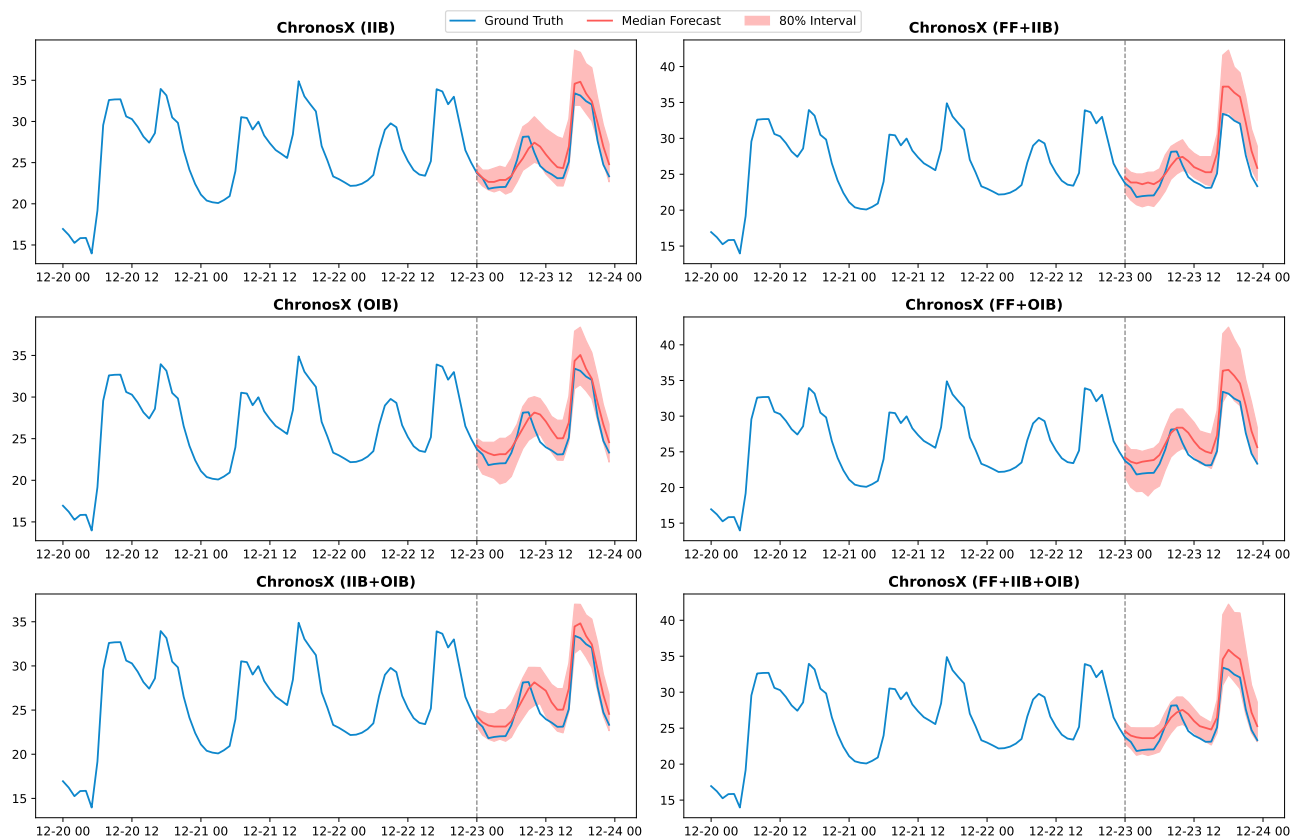 Ground Truth Median Forecast 80% Interval
ChronosX (IIB)
35
30
25
20
15
12-20 00 12-20 12 12-21 00 12-21 12 12-22 00 12-22 12 12-23 00 12-23 12 12-24 00
ChronosX (FF+IIB)
40
35
30
25
20
15
12-20 00 12-20 12 12-21 00 12-21 12 12-22 00 12-22 12 12-23 00 12-23 12 12-24 00
ChronosX (OIB)
35
30
25
20
15
12-20 00 12-20 12 12-21 00 12-21 12 12-22 00 12-22 12 12-23 00 12-23 12 12-24 00
ChronosX (FF+OIB)
40
35
30
25
20
15
12-20 00 12-20 12 12-21 00 12-21 12 12-22 00 12-22 12 12-23 00 12-23 12 12-24 00
ChronosX (IIB+OIB)
35
30
25
20
15
12-20 00 12-20 12 12-21 00 12-21 12 12-22 00 12-22 12 12-23 00 12-23 12 12-24 00
ChronosX (FF+IIB+OIB)
40
35
30
25
20
15
12-20 00 12-20 12 12-21 00 12-21 12 12-22 00 12-22 12 12-23 00 12-23 12 12-24 00